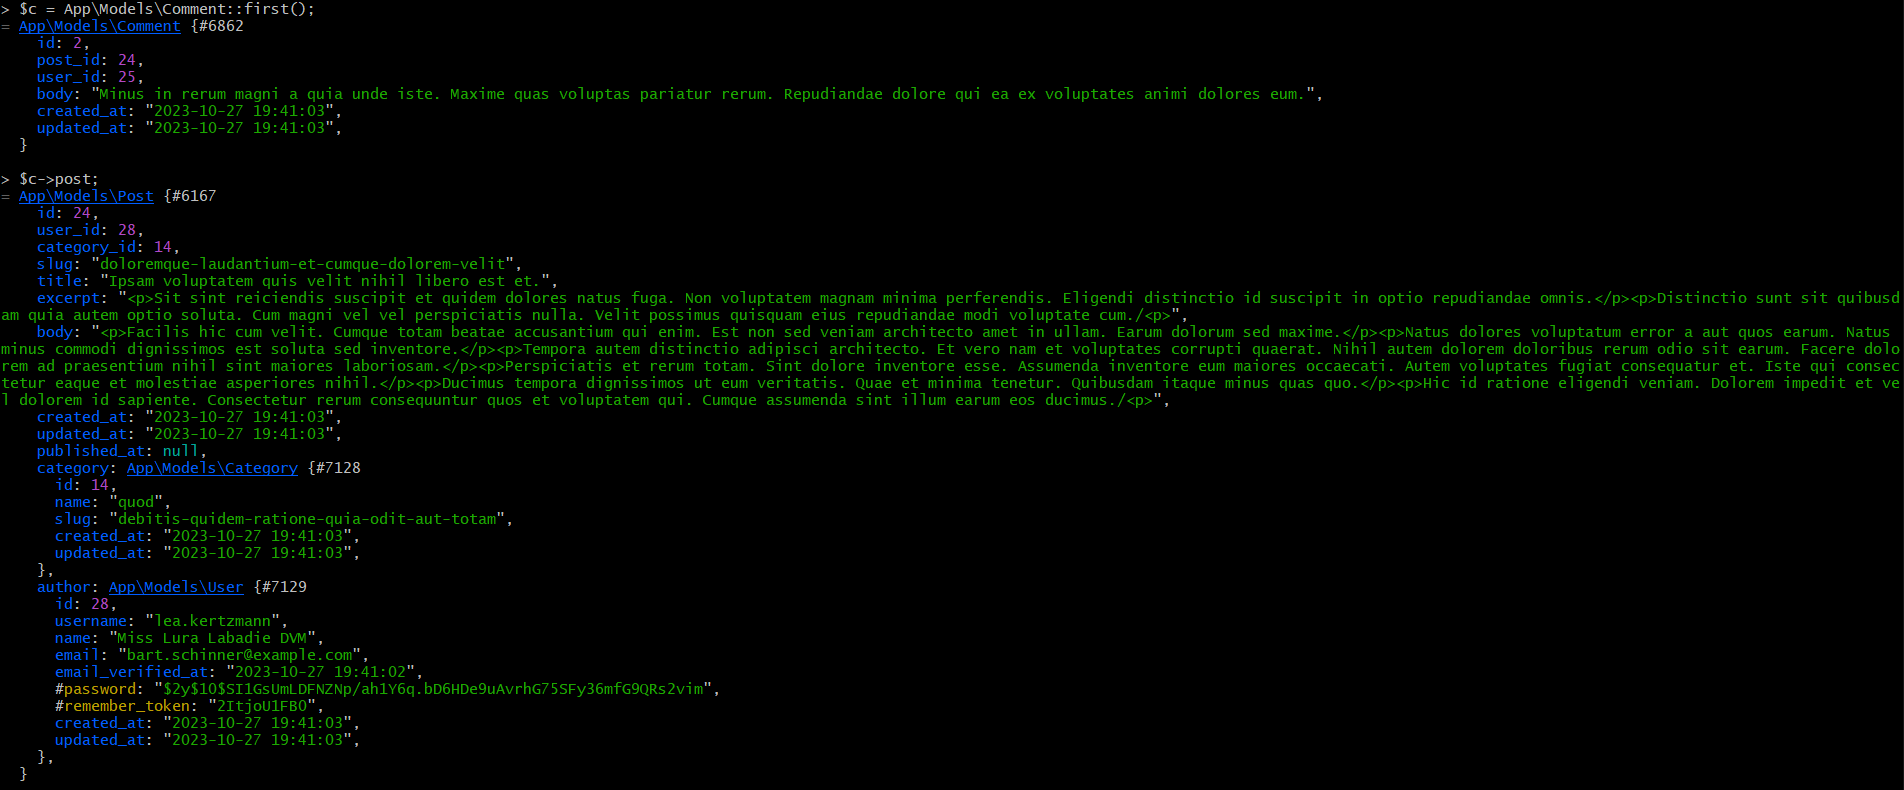 > $c = App\Models\Comment::first();
= App\Models\Comment {#6862
id: 2,
post_id: 24,
user_id: 25,
body: "Minus in rerum magni a quia unde iste. Maxime quas voluptas pariatur rerum. Repudiandae dolore qui ea ex voluptates animi dolores eum.",
created_at: "2023-10-27 19:41:03",
updated_at: "2023-10-27 19:41:03",
}
> $c->post;
= App\Models\Post {#6167
id: 24,
user_id: 28,
category_id: 14,
slug: "doloremque-laudantium-et-cumque-dolorem-velit",
title: "Ipsam voluptatem quis velit nihil libero est et.",
excerpt: "<p>Sit sint reiciendis suscipit et quidem dolores natus fuga. Non voluptatem magnam minima perferendis. Eligendi distinctio id suscipit in optio repudiandae omnis.</p><p>Distinctio sunt sit quibusd
am quia autem optio soluta. Cum magni vel vel perspiciatis nulla. Velit possimus quisquam eius repudiandae modi voluptate cum./<p>",
body: "<p>Facilis hic cum velit. Cumque totam beatae accusantium qui enim. Est non sed veniam architecto amet in ullam. Earum dolorum sed maxime.</p><p>Natus dolores voluptatum error a aut quos earum. Natus
minus commodi dignissimos est soluta sed inventore.</p><p>Tempora autem distinctio adipisci architecto. Et vero nam et voluptates corrupti quaerat. Nihil autem dolorem doloribus rerum odio sit earum. Facere dolo
rem ad praesentium nihil sint maiores laboriosam.</p><p>Perspiciatis et rerum totam. Sint dolore inventore esse. Assumenda inventore eum maiores occaecati. Autem voluptates fugiat consequatur et. Iste qui consec
tetur eaque et molestiae asperiores nihil.</p><p>Ducimus tempora dignissimos ut eum veritatis. Quae et minima tenetur. Quibusdam itaque minus quas quo.</p><p>Hic id ratione eligendi veniam. Dolorem impedit et ve
l dolorem id sapiente. Consectetur rerum consequuntur quos et voluptatem qui. Cumque assumenda sint illum earum eos ducimus./<p>",
created_at: "2023-10-27 19:41:03",
updated_at: "2023-10-27 19:41:03",
published_at: null,
category: App\Models\Category {#7128
id: 14,
name: "quod",
slug: "debitis-quidem-ratione-quia-odit-aut-totam",
created_at: "2023-10-27 19:41:03",
updated_at: "2023-10-27 19:41:03",
},
author: App\Models\User {#7129
id: 28,
username: "lea.kertzmann",
name: "Miss Lura Labadie DVM",
email: "bart.schinner@example.com",
email_verified_at: "2023-10-27 19:41:02",
#password: "$2y$10$SI1GsUmLDFNZNp/ah1Y6q.bD6HDe9uAvrhG75SFy36mfG9QRs2vim",
#remember_token: "2ItjoU1FBO",
created_at: "2023-10-27 19:41:03",
updated_at: "2023-10-27 19:41:03",
},
}